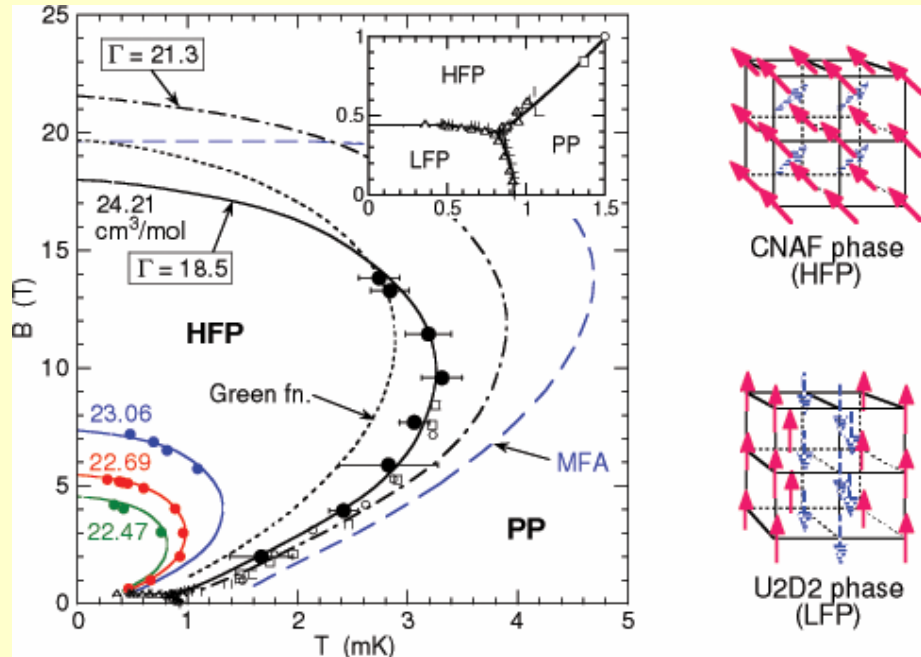 25
20
15
10
5
0
B (T)
0
1
2
3
4
5
T (mK)
Γ = 21.3
24.21
cm³/mol
Γ = 18.5
HFP
Green fn.
MFA
PP
23.06
22.69
22.47
1
0.5
0
0
0.5
1
1.5
HFP
LFP
PP
CNAF phase
(HFP)
U2D2 phase
(LFP)